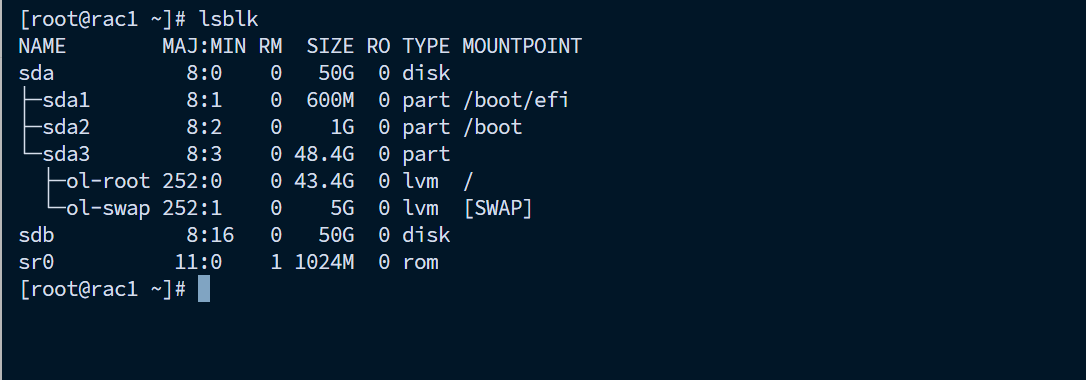 [root@rac1 ~]# lsblk
NAME        MAJ:MIN RM  SIZE RO TYPE MOUNTPOINT
sda           8:0    0   50G  0 disk
├─sda1        8:1    0  600M  0 part /boot/efi
├─sda2        8:2    0    1G  0 part /boot
└─sda3        8:3    0 48.4G  0 part
  ├─ol-root 252:0    0 43.4G  0 lvm  /
  └─ol-swap 252:1    0    5G  0 lvm  [SWAP]
sdb           8:16   0   50G  0 disk
sr0          11:0    1 1024M  0 rom
[root@rac1 ~]#